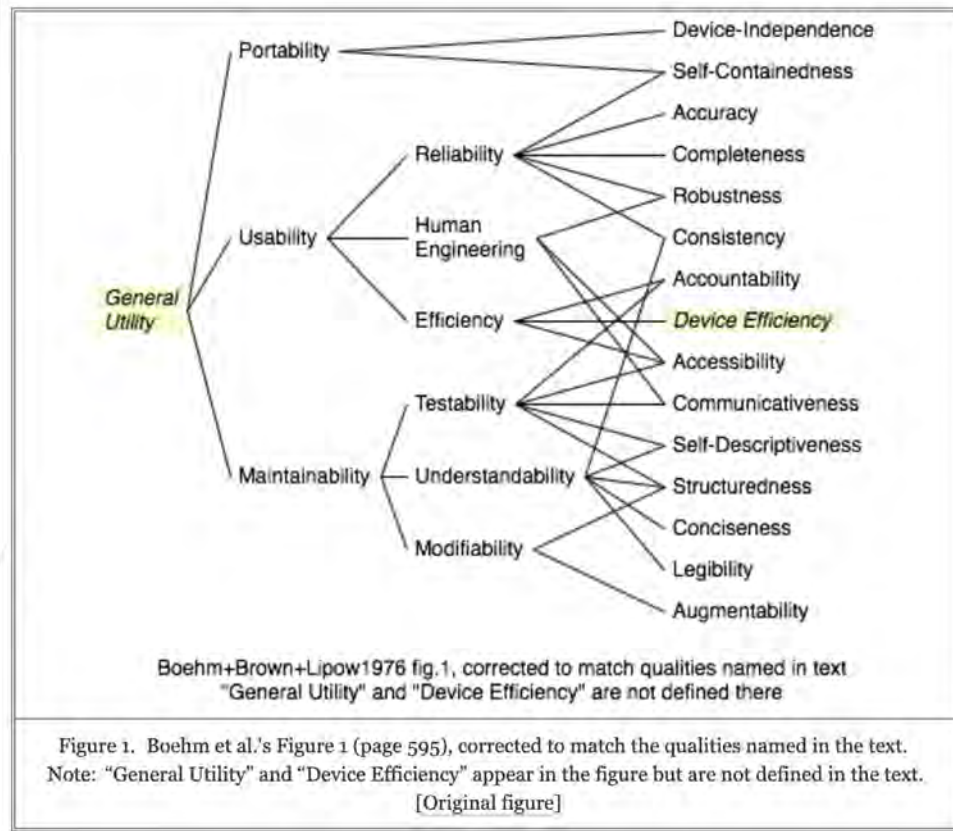 Device-Independence
Portability
Self-Containedness
Accuracy
Reliability
Completeness
Robustness
Human
Engineering
Usability
Consistency
Accountability
General
Utility
Efficiency
Device Efficiency
Accessibility
Testability
Communicativeness
Self-Descriptiveness
Maintainability
Understandability
Structuredness
Conciseness
Modifiability
Legibility
Augmentability
Boehm+Brown+Lipow1976 fig.1, corrected to match qualities named in text
"General Utility" and "Device Efficiency" are not defined there
Figure 1. Boehm et al.'s Figure 1 (page 595), corrected to match the qualities named in the text.
Note: “General Utility” and “Device Efficiency” appear in the figure but are not defined in the text.
[Original figure]